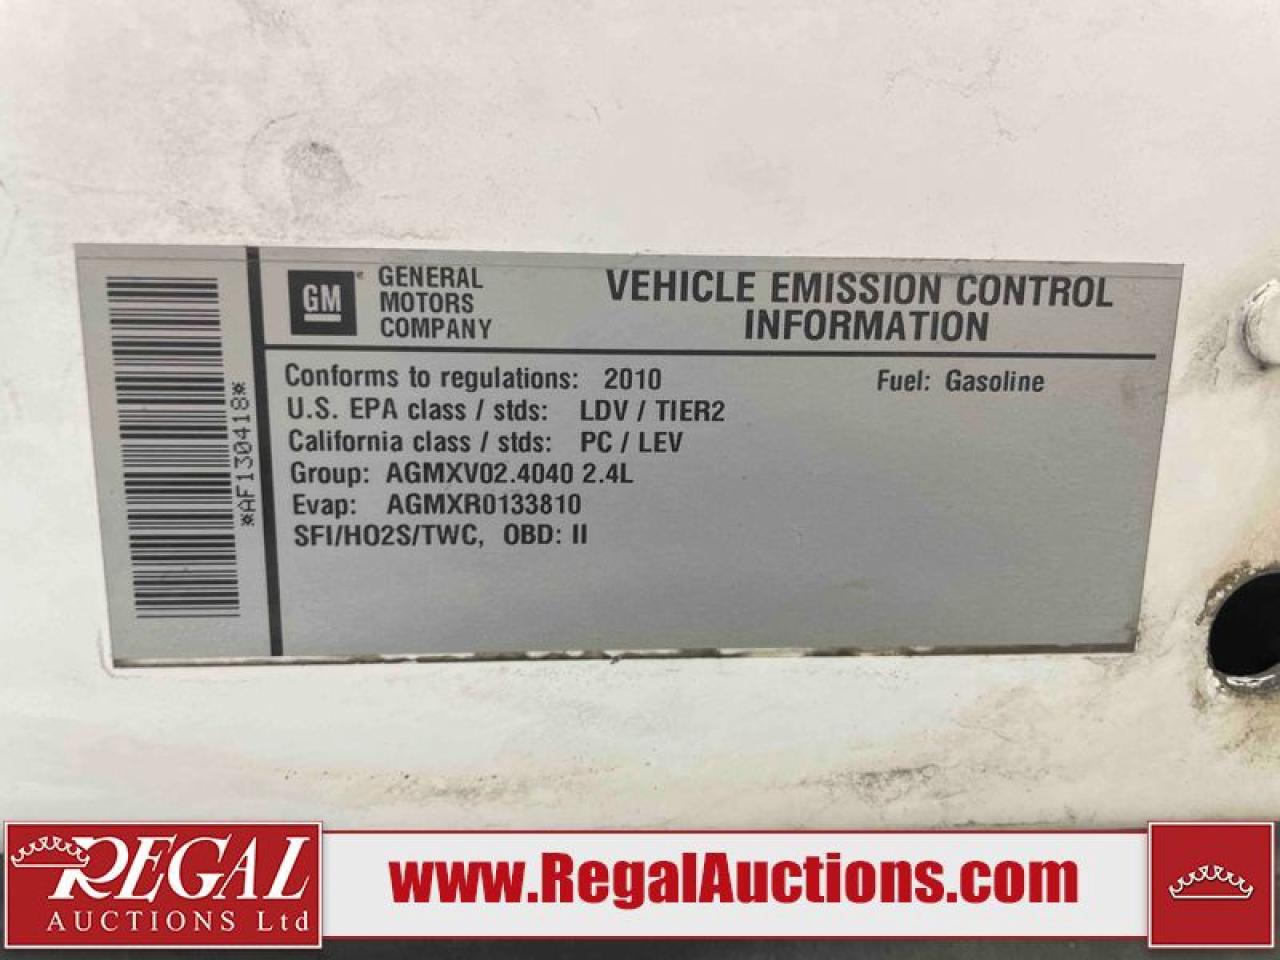 *AF130418*
GM
GENERAL
MOTORS
COMPANY
VEHICLE EMISSION CONTROL
INFORMATION
Conforms to regulations: 2010 Fuel: Gasoline
U.S. EPA class / stds: LDV / TIER2
California class / stds: PC / LEV
Group: AGMXV02.4040 2.4L
Evap: AGMXR0133810
SFI/HO2S/TWC, OBD: II
REGAL
AUCTIONS Ltd
www.RegalAuctions.com